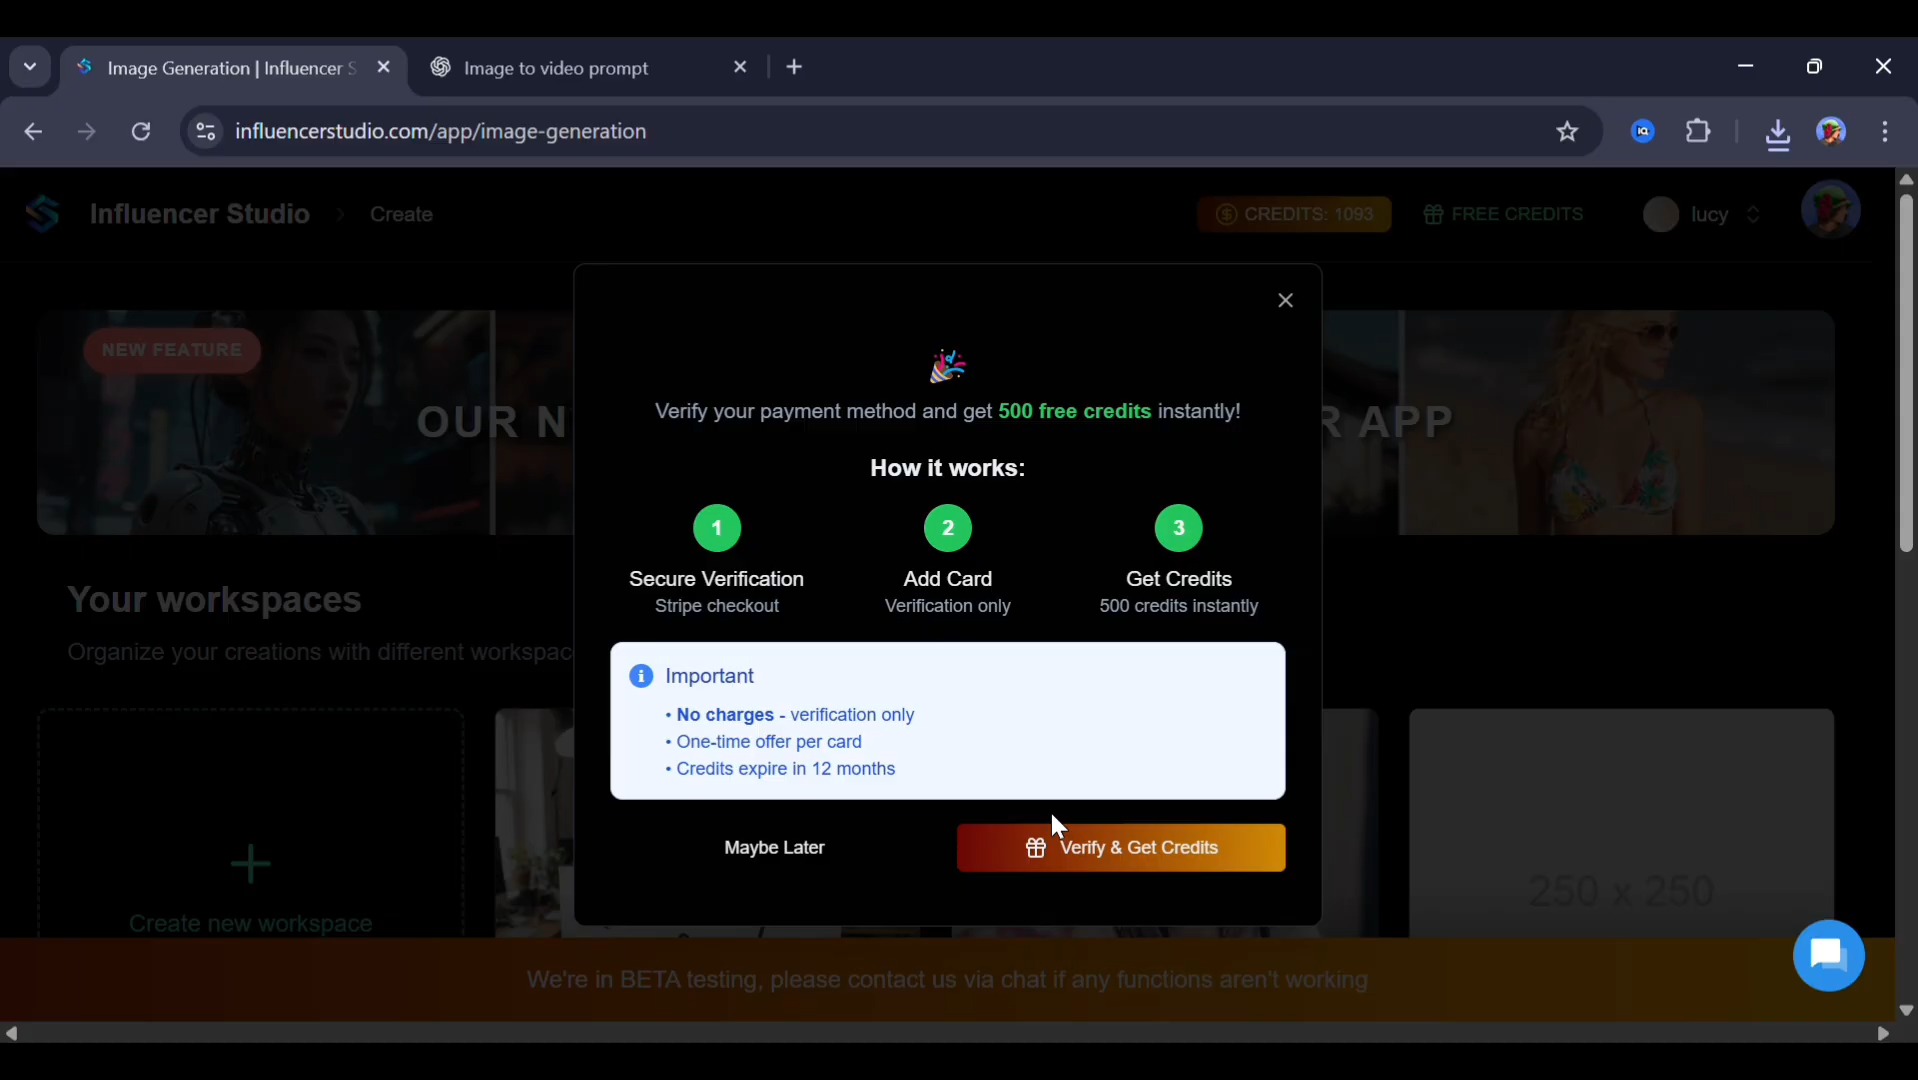 Image Generation | Influencer S
Image to video prompt
influencerstudio.com/app/image-generation
IQ
Influencer Studio
Create
CREDITS: 1093
FREE CREDITS
lucy
NEW FEATURE
OUR N
R APP
Verify your payment method and get 500 free credits instantly!
How it works:
1
2
3
Secure Verification
Add Card
Get Credits
Stripe checkout
Verification only
500 credits instantly
Your workspaces
Organize your creations with different workspac
Important
• No charges - verification only
• One-time offer per card
• Credits expire in 12 months
Maybe Later
Verify & Get Credits
250 x 250
Create new workspace
We're in BETA testing, please contact us via chat if any functions aren't working